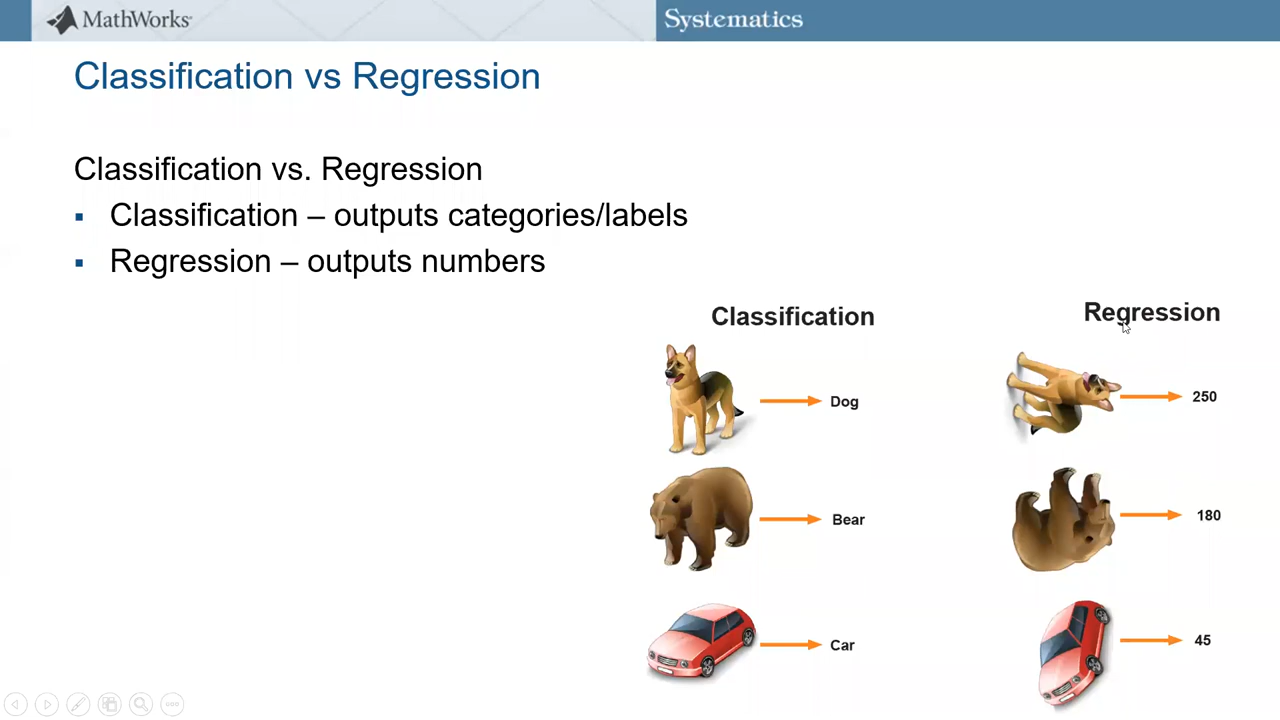 MathWorks
Systematics
Classification vs Regression
Classification vs. Regression
▪ Classification – outputs categories/labels
▪ Regression – outputs numbers
Classification
Regression
Dog
250
Bear
180
Car
45